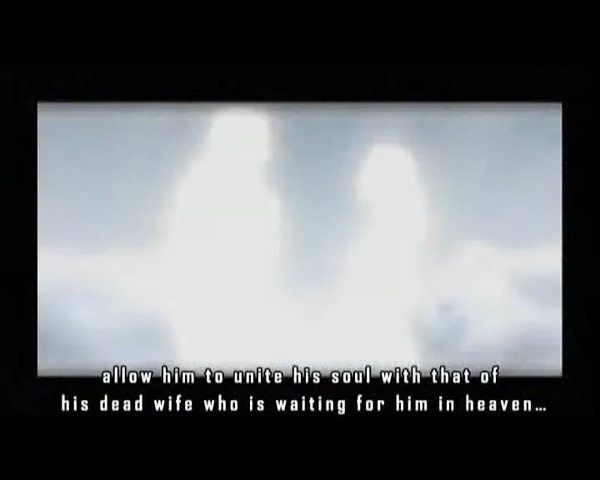 allow him to unite his soul with that of
his dead wife who is waiting for him in heaven...